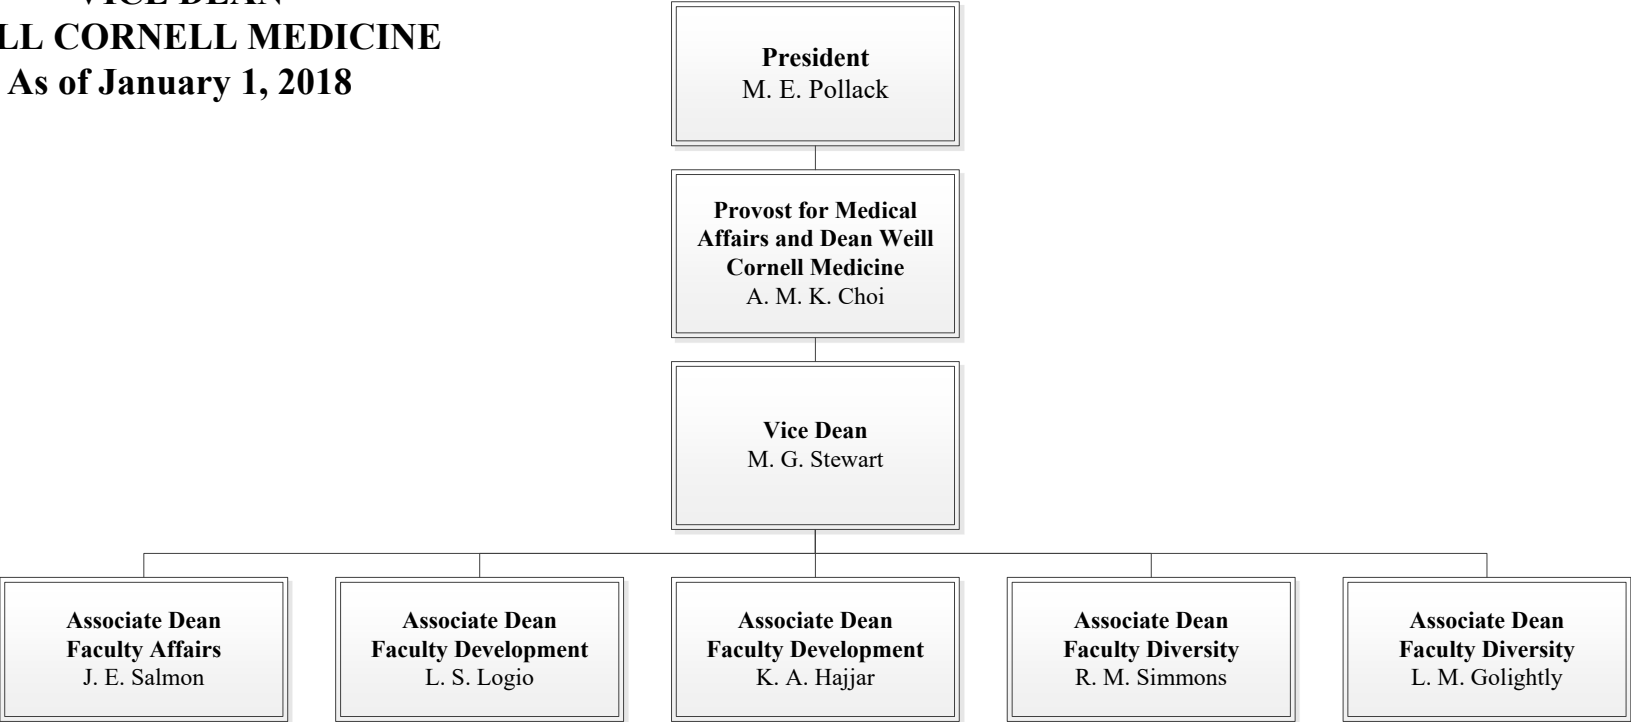 VICE DEAN
LL CORNELL MEDICINE
As of January 1, 2018
President
M. E. Pollack
Provost for Medical
Affairs and Dean Weill
Cornell Medicine
A. M. K. Choi
Vice Dean
M. G. Stewart
Associate Dean
Faculty Affairs
J. E. Salmon
Associate Dean
Faculty Development
L. S. Logio
Associate Dean
Faculty Development
K. A. Hajjar
Associate Dean
Faculty Diversity
R. M. Simmons
Associate Dean
Faculty Diversity
L. M. Golightly